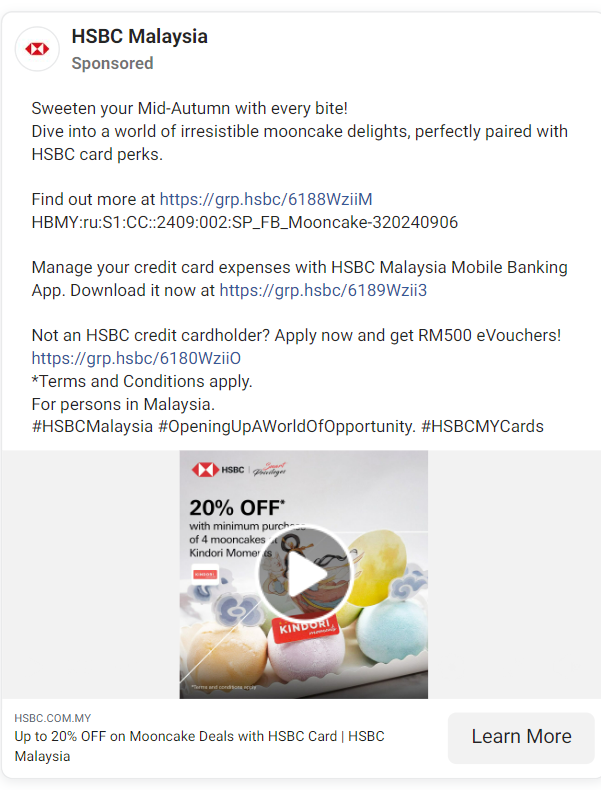 HSBC Malaysia
Sponsored
Sweeten your Mid-Autumn with every bite!
Dive into a world of irresistible mooncake delights, perfectly paired with
HSBC card perks.
Find out more at https://grp.hsbc/6188WziiM
HBMY:ru:S1:CC::2409:002:SP_FB_Mooncake-320240906
Manage your credit card expenses with HSBC Malaysia Mobile Banking
App. Download it now at https://grp.hsbc/6189Wzii3
Not an HSBC credit cardholder? Apply now and get RM500 eVouchers!
https://grp.hsbc/6180WziiO
*Terms and Conditions apply.
For persons in Malaysia.
#HSBCMalaysia #OpeningUpAWorldOfOpportunity. #HSBCMYCards
HSBC | Smart Privileges
20% OFF*
with minimum purchase
of 4 mooncakes at
Kindori Moments
KINDORI
KINDORI
moments
*Terms and conditions apply
HSBC.COM.MY
Up to 20% OFF on Mooncake Deals with HSBC Card | HSBC
Malaysia
Learn More